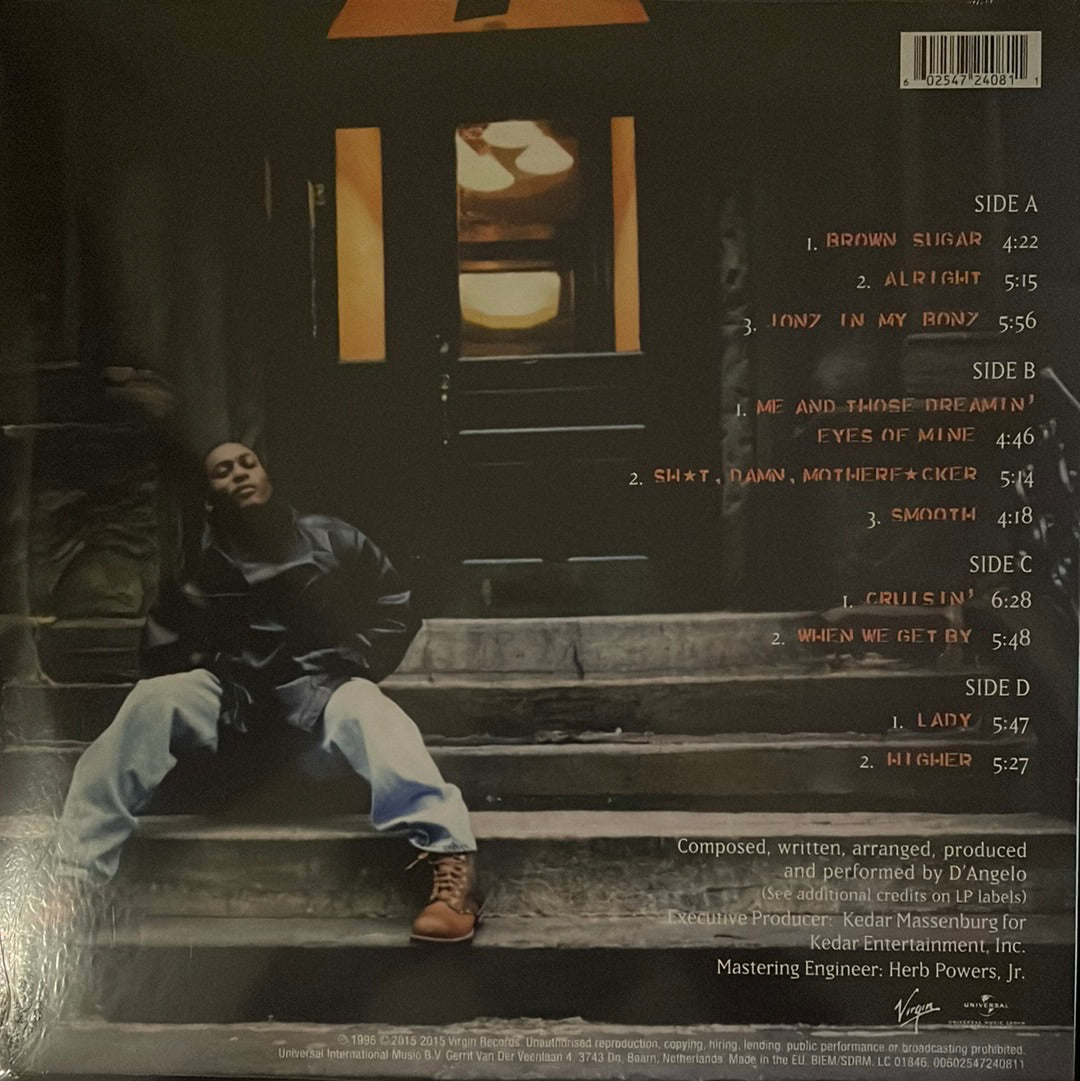 6 02547 24081 1
SIDE A
1. BROWN SUGAR 4:22
2. ALRIGHT 5:15
3. JONZ IN MY BONZ 5:56
SIDE B
1. ME AND THOSE DREAMIN'
EYES OF MINE 4:46
2. SH★T, DAMN, MOTHERF★CKER 5:14
3. SMOOTH 4:18
SIDE C
1. CRUISIN' 6:28
2. WHEN WE GET BY 5:48
SIDE D
1. LADY 5:47
2. HIGHER 5:27
Composed, written, arranged, produced
and performed by D'Angelo
(See additional credits on LP labels)
Executive Producer: Kedar Massenburg for
Kedar Entertainment, Inc.
Mastering Engineer: Herb Powers, Jr.
Virgin UNIVERSAL
UNIVERSAL MUSIC GROUP
℗ 1995 © 2015 2015 Virgin Records. Unauthorised reproduction, copying, hiring, lending, public performance or broadcasting prohibited.
Universal International Music B.V. Gerrit Van Der Veenlaan 4, 3743 Dn, Baarn, Netherlands. Made in the EU. BIEM/SDRM. LC 01846. 00602547240811